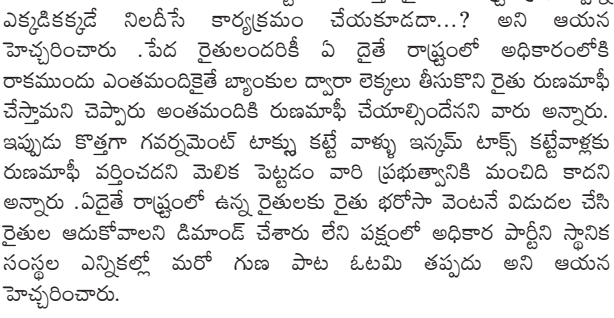 ఎక్కడికక్కడే నిలదీసే కార్యక్రమం చేయకూడదా...? అని ఆయన
హెచ్చరించారు .పేద రైతులందరికీ ఏ దైతే రాష్ట్రంలో అధికారంలోకి
రాకముందు ఎంతమందికైతే బ్యాంకుల ద్వారా లెక్కలు తీసుకొని రైతు రుణమాఫీ
చేస్తామని చెప్పారు అంతమందికి రుణమాఫీ చేయాల్సిందేనని వారు అన్నారు.
ఇప్పుడు కొత్తగా గవర్నమెంట్ టాక్సు కట్టే వాళ్ళు ఇన్కమ్ టాక్స్ కట్టేవాళ్లకు
రుణమాఫీ వర్తించదని మెలిక పెట్టడం వారి ప్రభుత్వానికి మంచిది కాదని
అన్నారు .ఏదైతే రాష్ట్రంలో ఉన్న రైతులకు రైతు భరోసా వెంటనే విడుదల చేసి
రైతుల ఆదుకోవాలని డిమాండ్ చేశారు లేని పక్షంలో అధికార పార్టీని స్థానిక
సంస్థల ఎన్నికల్లో మరో గుణ పాట ఓటమి తప్పదు అని ఆయన
హెచ్చరించారు.